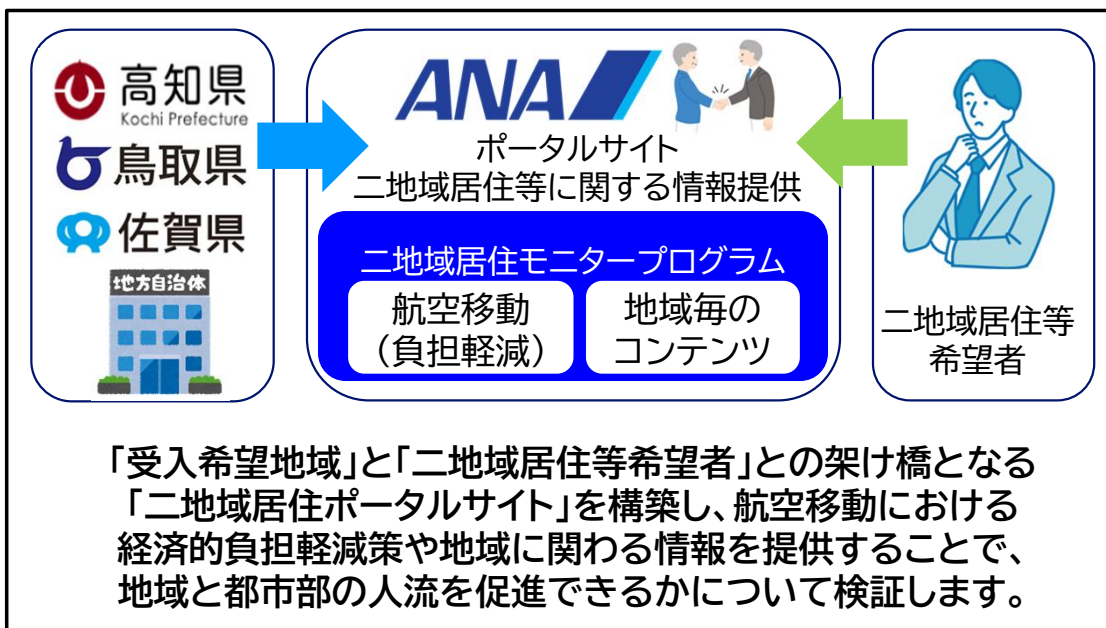 高知県
Kochi Prefecture
鳥取県
佐賀県
地方自治体
ANA
ポータルサイト
二地域居住等に関する情報提供
二地域居住モニタープログラム
航空移動
(負担軽減)
地域毎の
コンテンツ
二地域居住等
希望者
「受入希望地域」と「二地域居住等希望者」との架け橋となる
「二地域居住ポータルサイト」を構築し、航空移動における
経済的負担軽減策や地域に関わる情報を提供することで、
地域と都市部の人流を促進できるかについて検証します。